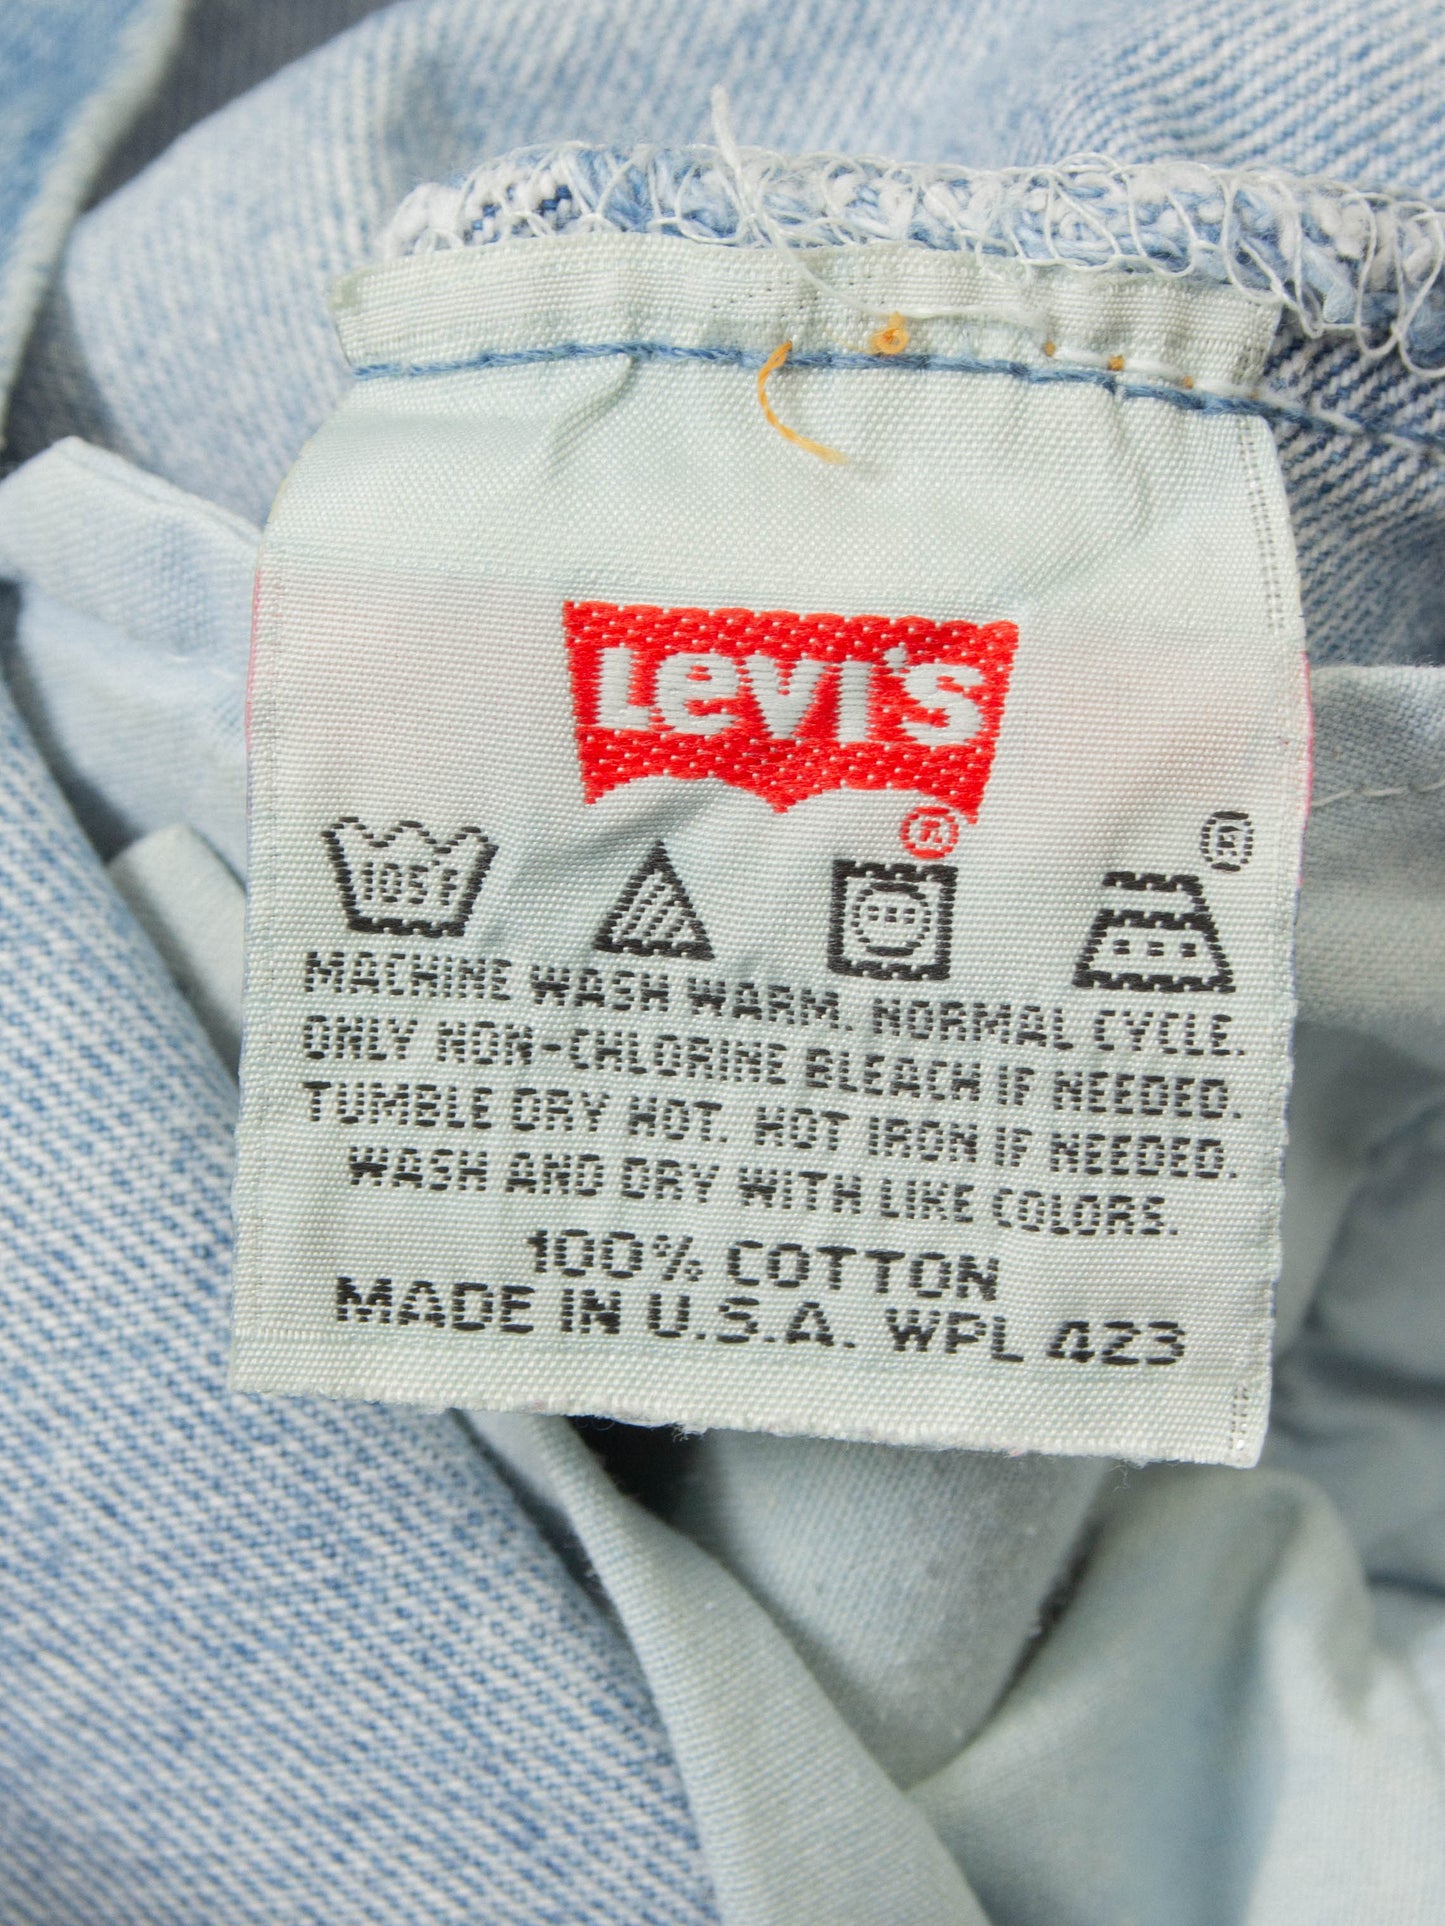 Levi's
®
®
105F
MACHINE WASH WARM. NORMAL CYCLE.
ONLY NON-CHLORINE BLEACH IF NEEDED.
TUMBLE DRY HOT. HOT IRON IF NEEDED.
WASH AND DRY WITH LIKE COLORS.
100% COTTON
MADE IN U.S.A. WPL 423